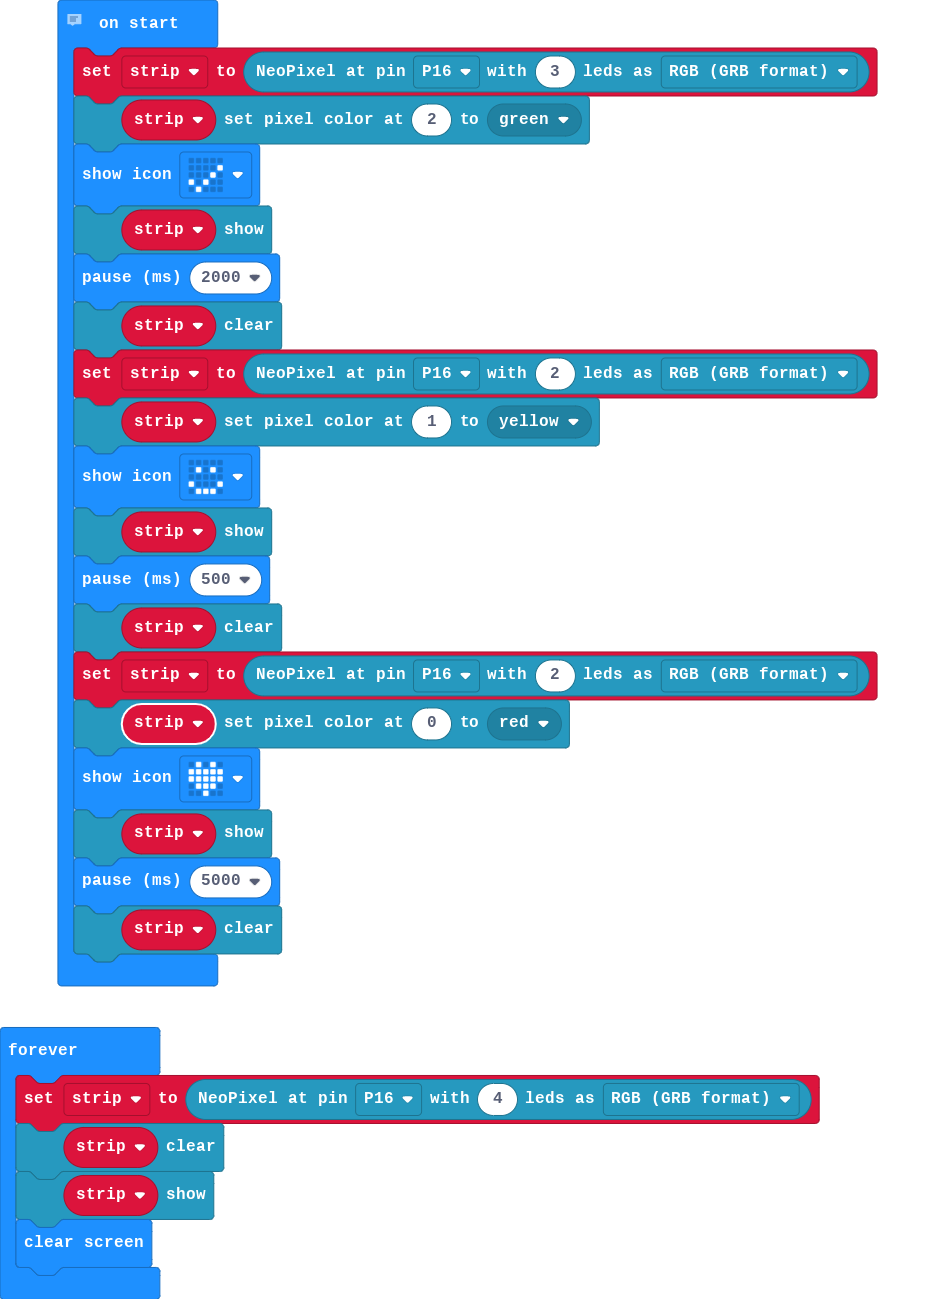 on start
set strip to NeoPixel at pin P16 with 3 leds as RGB (GRB format)
strip set pixel color at 2 to green
show icon
strip show
pause (ms) 2000
strip clear
set strip to NeoPixel at pin P16 with 2 leds as RGB (GRB format)
strip set pixel color at 1 to yellow
show icon
strip show
pause (ms) 500
strip clear
set strip to NeoPixel at pin P16 with 2 leds as RGB (GRB format)
strip set pixel color at 0 to red
show icon
strip show
pause (ms) 5000
strip clear
forever
set strip to NeoPixel at pin P16 with 4 leds as RGB (GRB format)
strip clear
strip show
clear screen